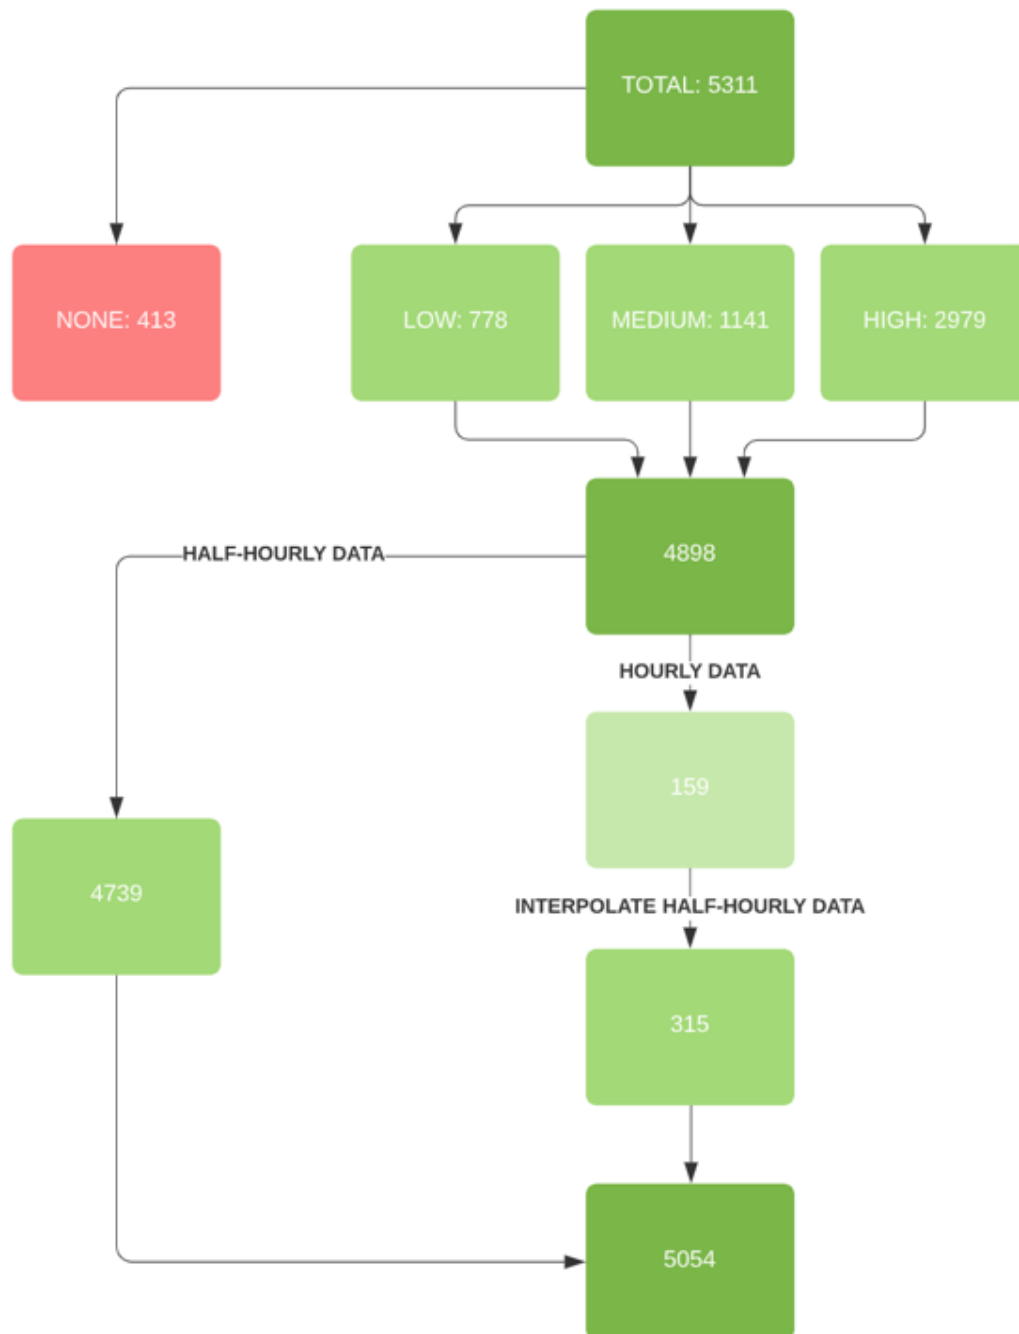 TOTAL: 5311
NONE: 413
LOW: 778
MEDIUM: 1141
HIGH: 2979
HALF-HOURLY DATA
4898
HOURLY DATA
159
4739
INTERPOLATE HALF-HOURLY DATA
315
5054